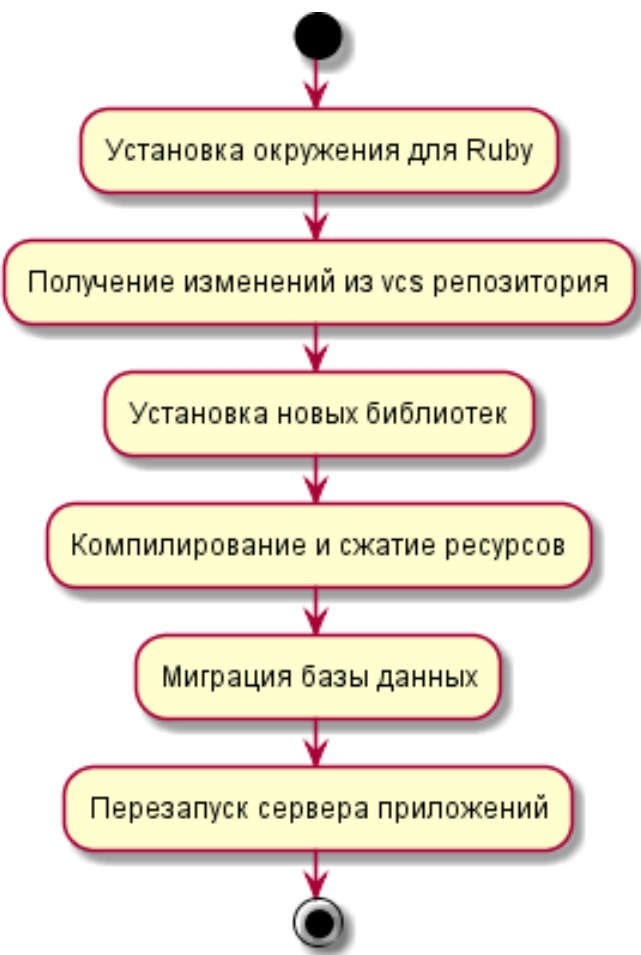 Установка окружения для Ruby
Получение изменений из vcs репозитория
Установка новых библиотек
Компилирование и сжатие ресурсов
Миграция базы данных
Перезапуск сервера приложений